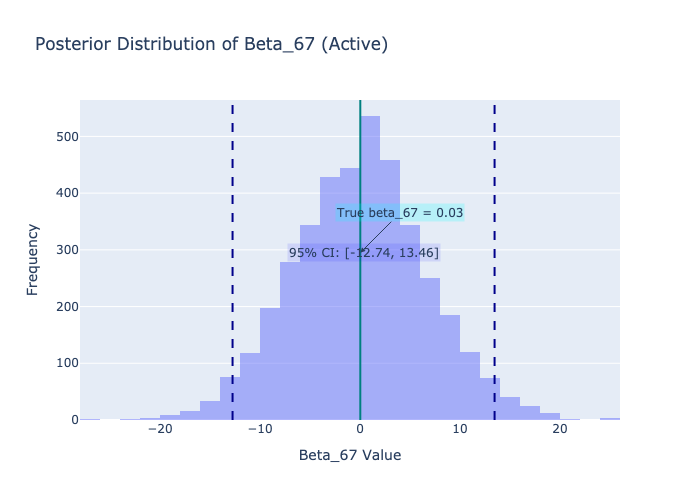 Posterior Distribution of Beta_67 (Active)
500
400
300
200
100
0
True beta_67 = 0.03
95% CI: [-12.74, 13.46]
−20
−10
0
10
20
Beta_67 Value
Frequency